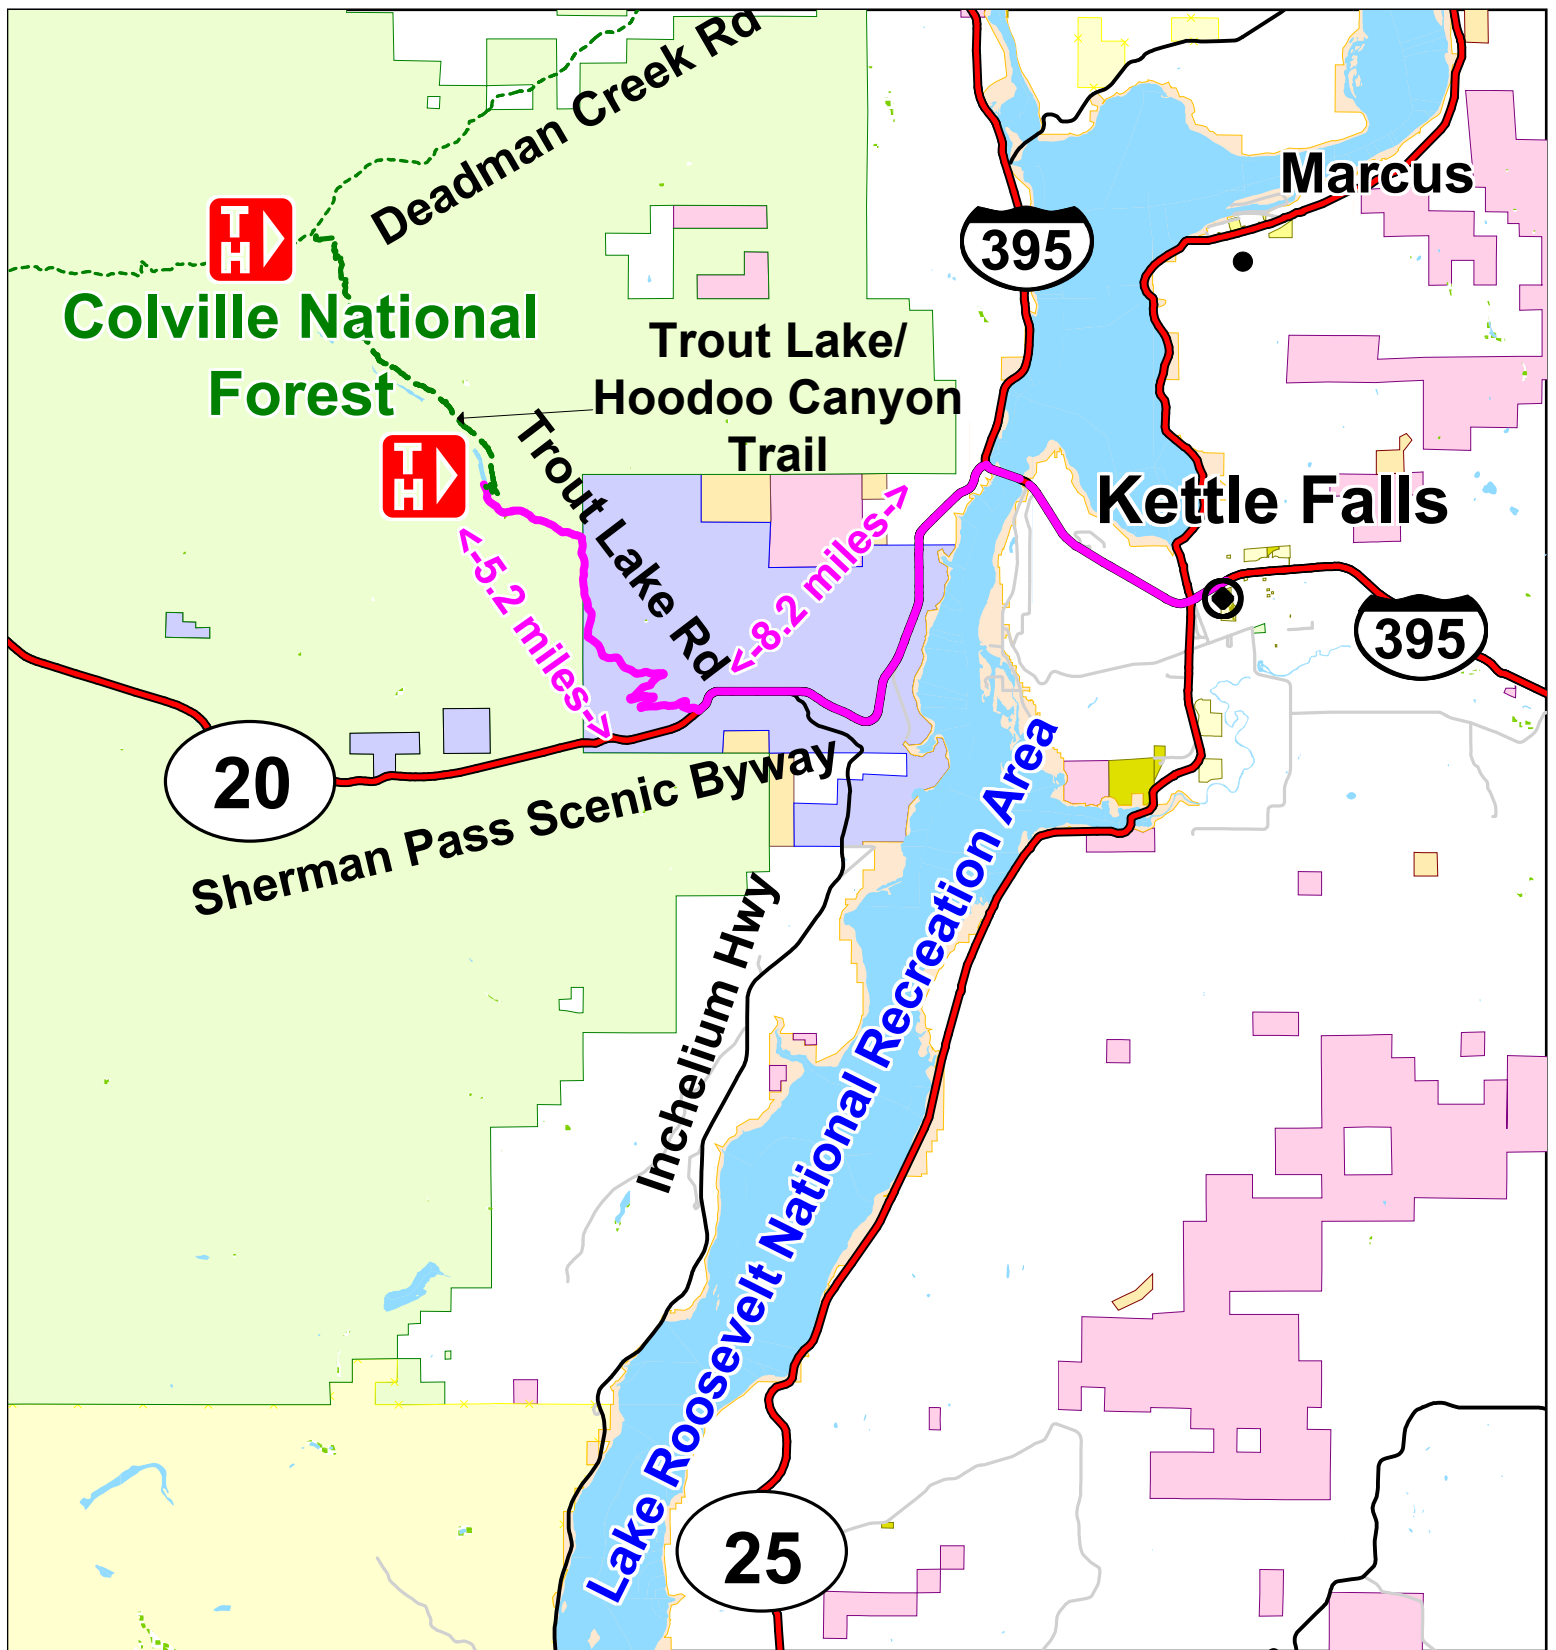 Deadman Creek Rd
Marcus
TH
395
Colville National
Forest
Trout Lake/
Hoodoo Canyon
Trail
TH
Trout Lake Rd
Kettle Falls
<-5.2 miles->
<-8.2 miles->
395
20
Sherman Pass Scenic Byway
Inchelium Hwy
Lake Roosevelt National Recreation Area
25